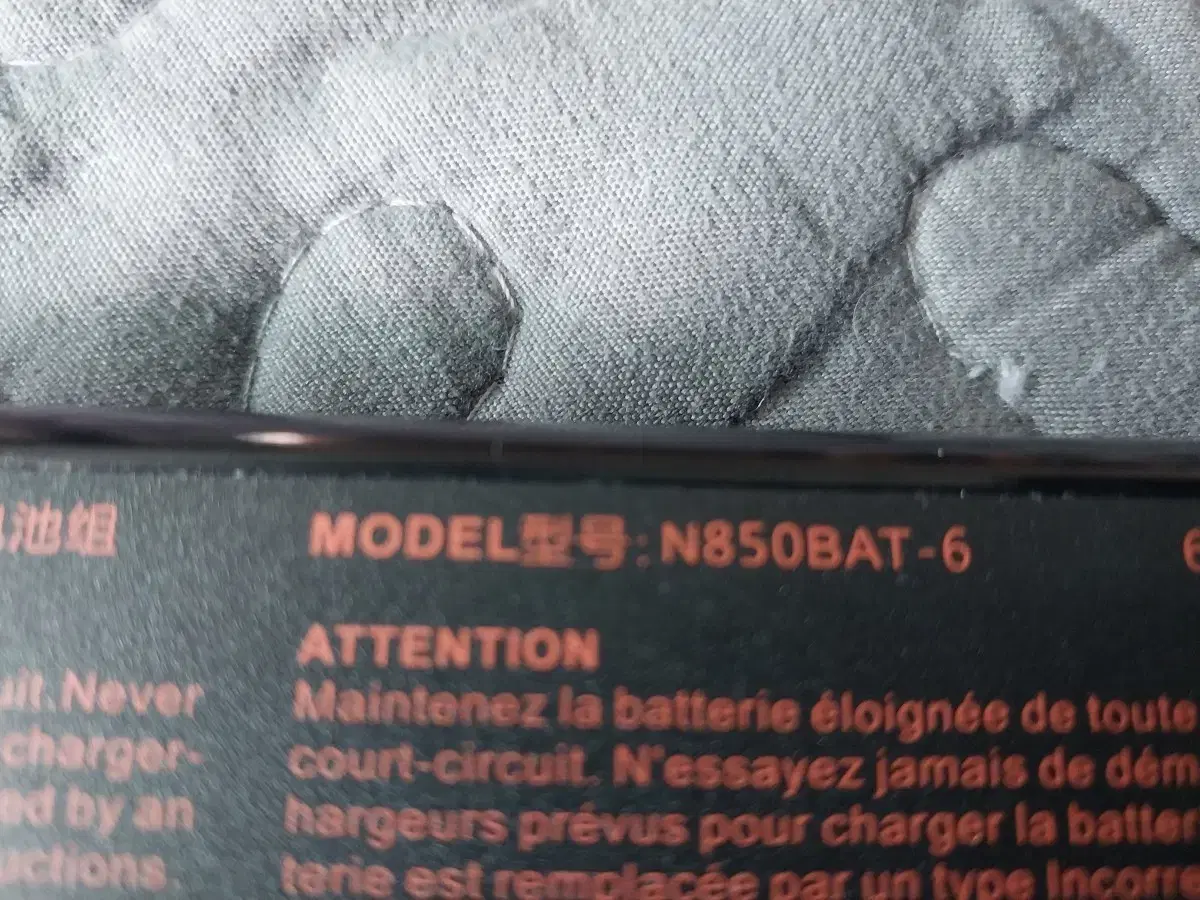 池组 MODEL型号: N850BAT-6 6
ATTENTION
uit. Never
charger-
ed by an
uctions.
Maintenez la batterie éloignée de toute
court-circuit. N'essayez jamais de dém
hargeurs prévus pour charger la batter
terie est remplacée par un type Incorre